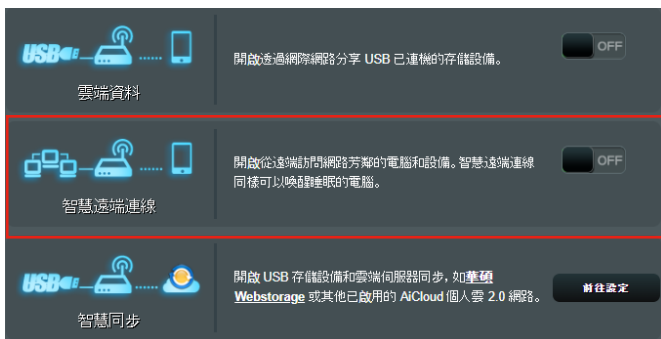 USB
開啟透過網際網路分享 USB 已連機的存儲設備。
OFF
雲端資料
開啟從遠端訪問網路芳鄰的電腦和設備。智慧遠端連線
同樣可以喚醒睡眠的電腦。
OFF
智慧遠端連線
USB
開啟 USB 存儲設備和雲端伺服器同步，如華碩
Webstorage 或其他已啟用的 AiCloud 個人雲 2.0 網路。
前往設定
智慧同步